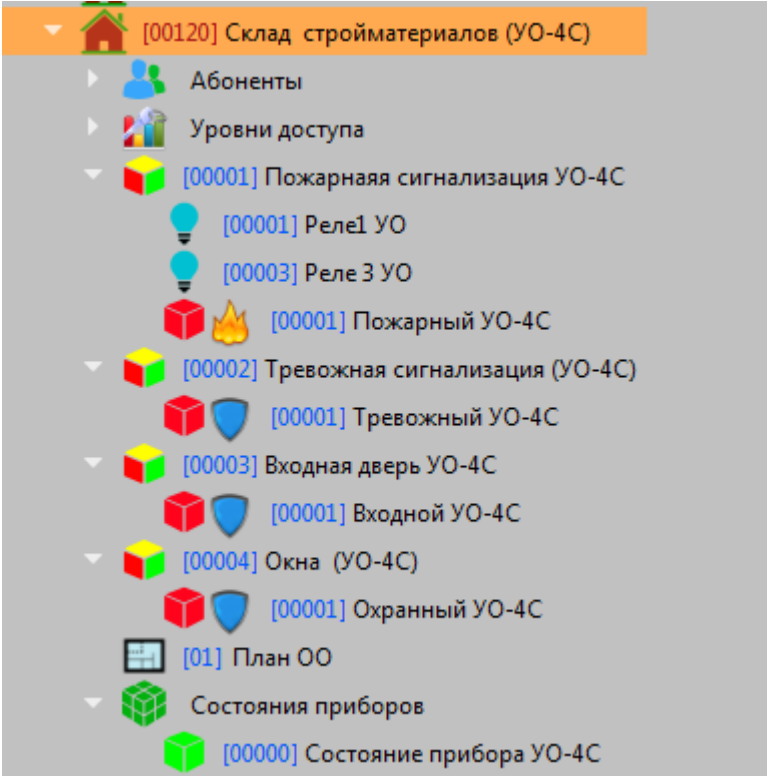 [00120] Склад стройматериалов (УО-4С)
Абоненты
Уровни доступа
[00001] Пожарнаяя сигнализация УО-4С
[00001] Реле1 УО
[00003] Реле 3 УО
[00001] Пожарный УО-4С
[00002] Тревожная сигнализация (УО-4С)
[00001] Тревожный УО-4С
[00003] Входная дверь УО-4С
[00001] Входной УО-4С
[00004] Окна (УО-4С)
[00001] Охранный УО-4С
[01] План ОО
Состояния приборов
[00000] Состояние прибора УО-4С